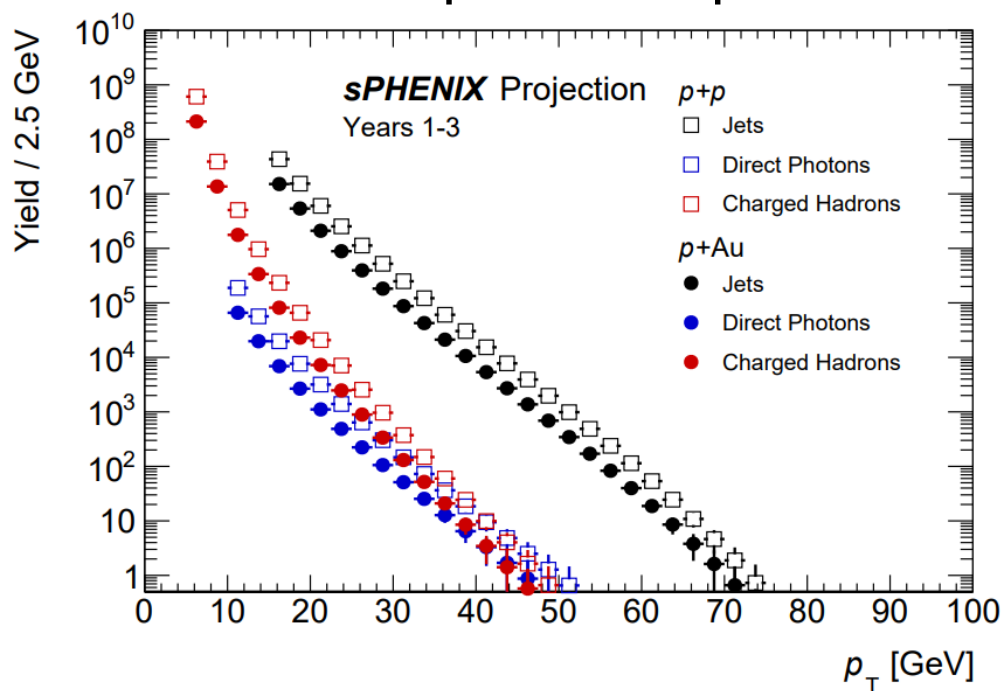 Yield / 2.5 GeV
10^10
10^9
10^8
10^7
10^6
10^5
10^4
10^3
10^2
10
1
sPHENIX Projection
Years 1-3
p+p
Jets
Direct Photons
Charged Hadrons
p+Au
Jets
Direct Photons
Charged Hadrons
0 10 20 30 40 50 60 70 80 90 100
p_T [GeV]